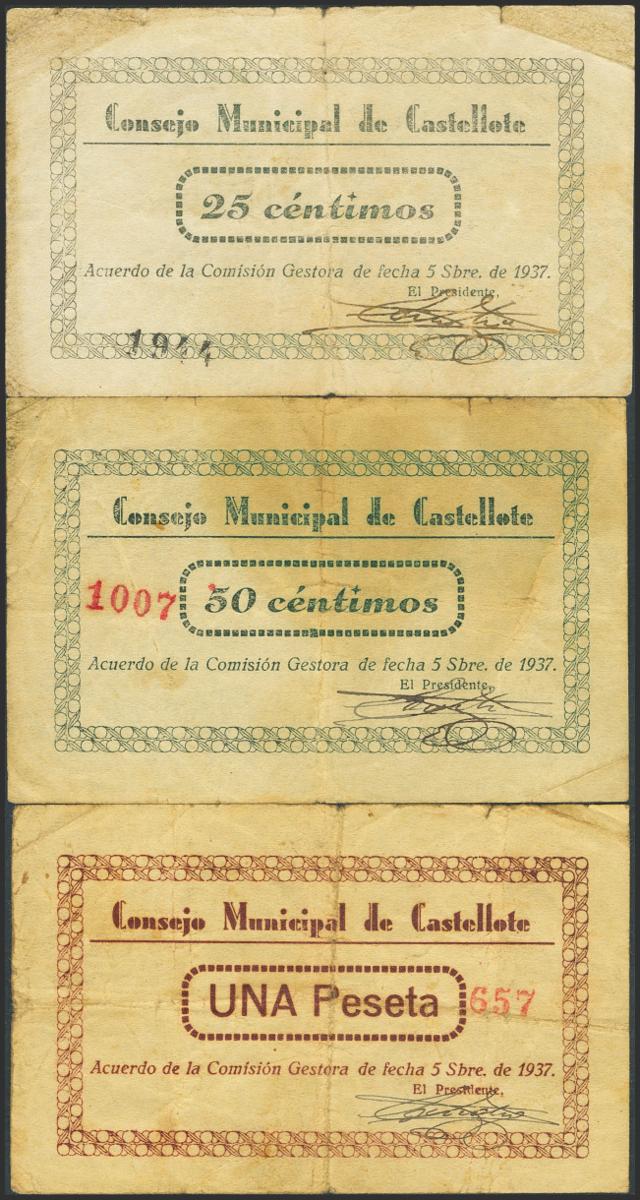 Consejo Municipal de Castellote
25 céntimos
Acuerdo de la Comisión Gestora de fecha 5 Sbre. de 1937.
El Presidente,
1944
Consejo Municipal de Castellote
1007 50 céntimos
Acuerdo de la Comisión Gestora de fecha 5 Sbre. de 1937.
El Presidente,
Consejo Municipal de Castellote
UNA Peseta 657
Acuerdo de la Comisión Gestora de fecha 5 Sbre. de 1937.
El Presidente,